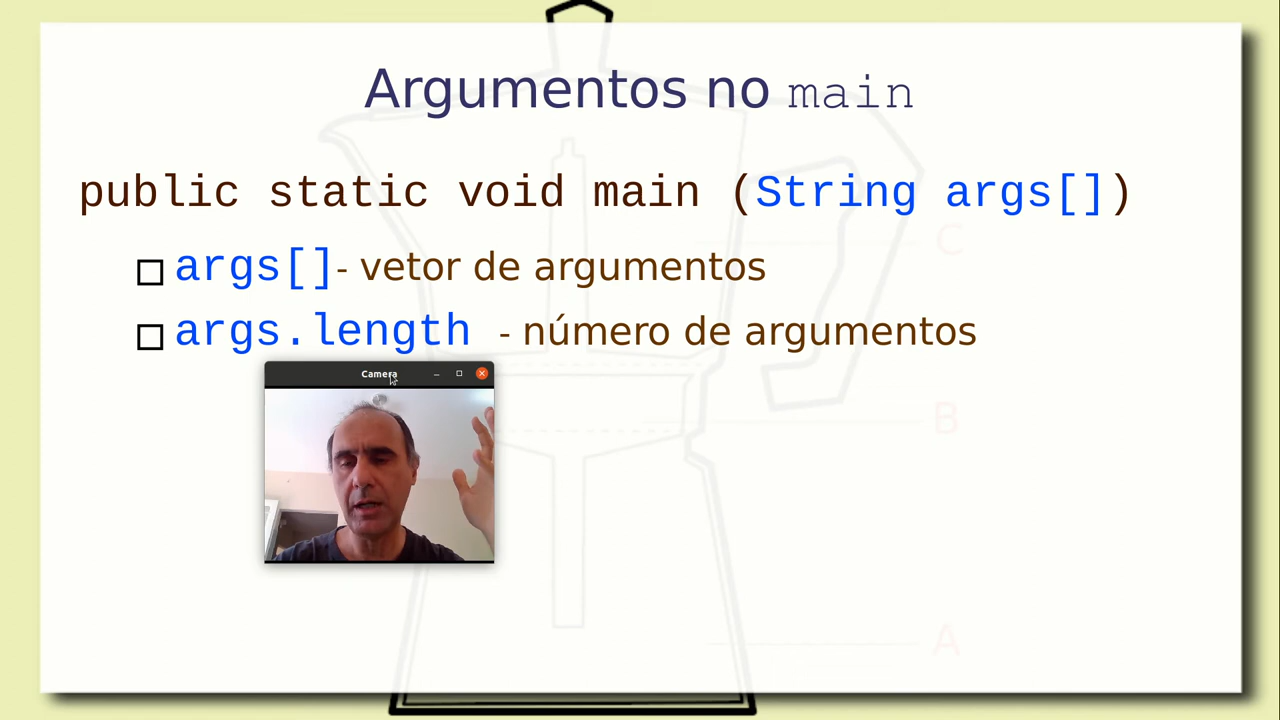 Argumentos no main
public static void main (String args[])
args[]- vetor de argumentos
args.length - número de argumentos
Camera
C
B
A